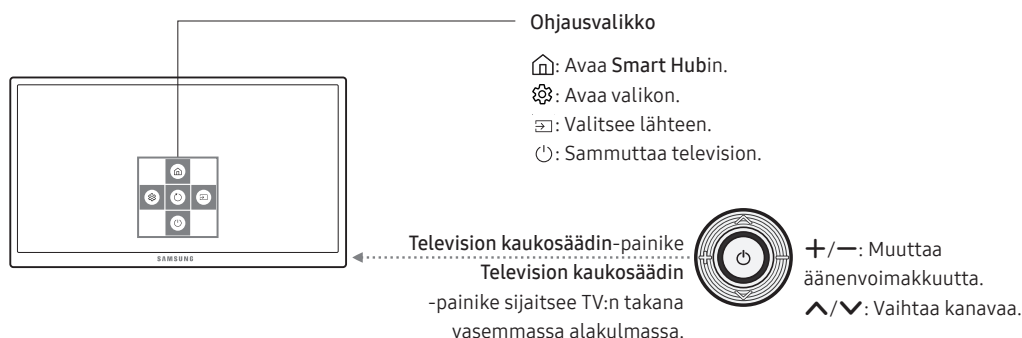 Ohjausvalikko
: Avaa Smart Hubin.
: Avaa valikon.
: Valitsee lähteen.
: Sammuttaa television.
SAMSUNG
Television kaukosäädin-painike
Television kaukosäädin
-painike sijaitsee TV:n takana
vasemmassa alakulmassa.
+/−: Muuttaa
äänenvoimakkuutta.
∧/∨: Vaihtaa kanavaa.